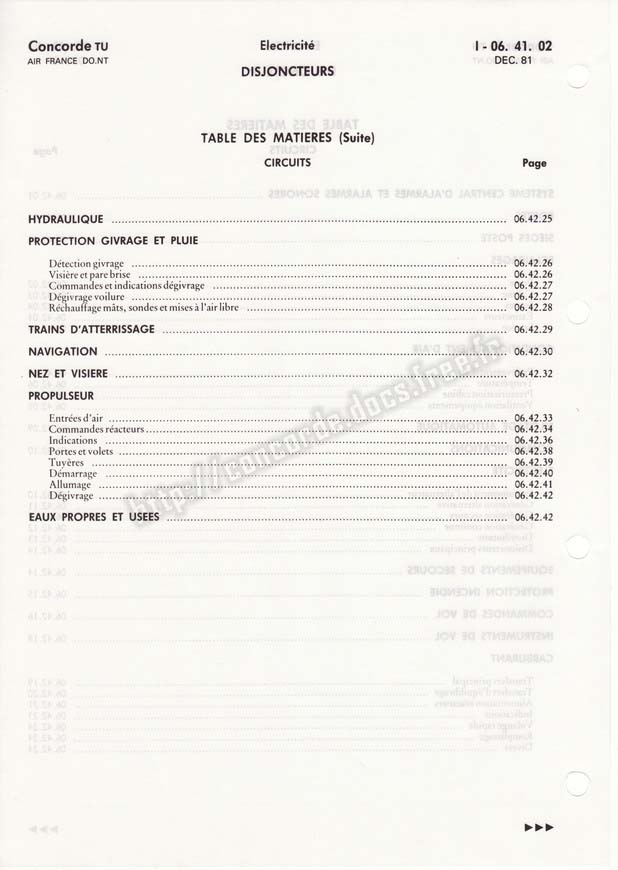 Concorde TU
AIR FRANCE DO.NT
Electricité
DISJONCTEURS
I - 06. 41. 02
DEC. 81
TABLE DES MATIERES (Suite)
CIRCUITS
Page
HYDRAULIQUE 06.42.25
PROTECTION GIVRAGE ET PLUIE
Détection givrage 06.42.26
Visière et pare brise 06.42.26
Commandes et indications dégivrage 06.42.27
Dégivrage voilure 06.42.27
Réchauffage mâts, sondes et mises à l'air libre 06.42.28
TRAINS D'ATTERRISSAGE 06.42.29
NAVIGATION 06.42.30
NEZ ET VISIERE 06.42.32
PROPULSEUR
Entrées d'air 06.42.33
Commandes réacteurs 06.42.34
Indications 06.42.36
Portes et volets 06.42.38
Tuyères 06.42.39
Démarrage 06.42.40
Allumage 06.42.41
Dégivrage 06.42.42
EAUX PROPRES ET USEES 06.42.42
http://concorde.docs.free.fr